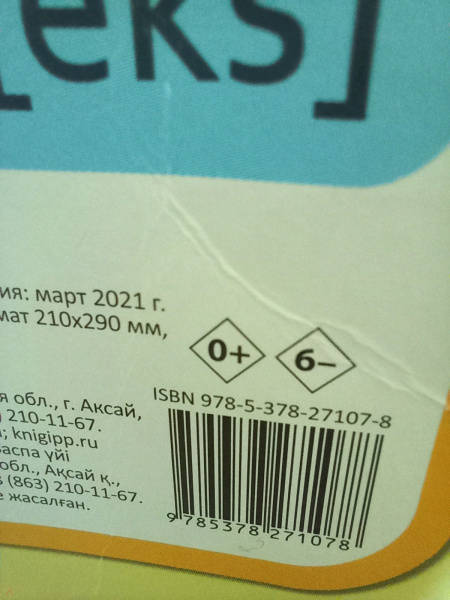 [eks]
ия: март 2021 г.
мат 210х290 мм,
0+
6–
я обл., г. Аксай,
) 210-11-67.
; knigipp.ru
баспа үйі
обл., Ақсай қ.,
(863) 210-11-67.
е жасалған.
ISBN 978-5-378-27107-8
9 785378 271078